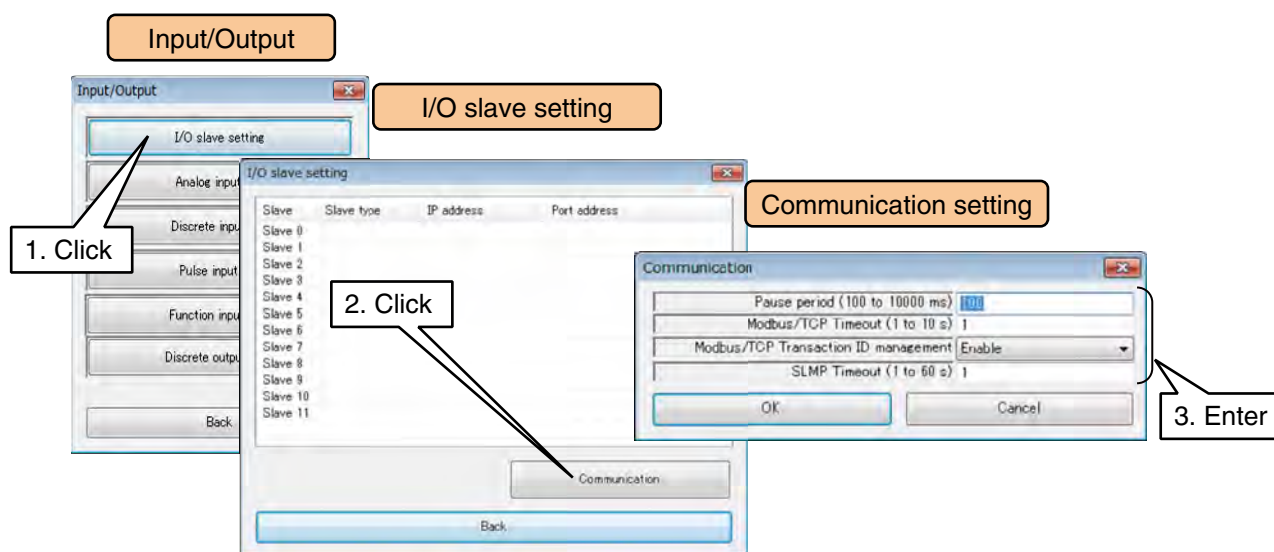 Input/Output
Input/Output
I/O slave setting
I/O slave setting
Analog input
Discrete inpu
Pulse input
Function inpu
Discrete outpu
Back
1. Click
I/O slave setting
Slave Slave type IP address Port address
Slave 0
Slave 1
Slave 2
Slave 3
Slave 4
Slave 5
Slave 6
Slave 7
Slave 8
Slave 9
Slave 10
Slave 11
2. Click
Communication
Back
Communication setting
Communication
Pause period (100 to 10000 ms) 100
Modbus/TCP Timeout (1 to 10 s) 1
Modbus/TCP Transaction ID management Enable
SLMP Timeout (1 to 60 s) 1
OK Cancel
3. Enter